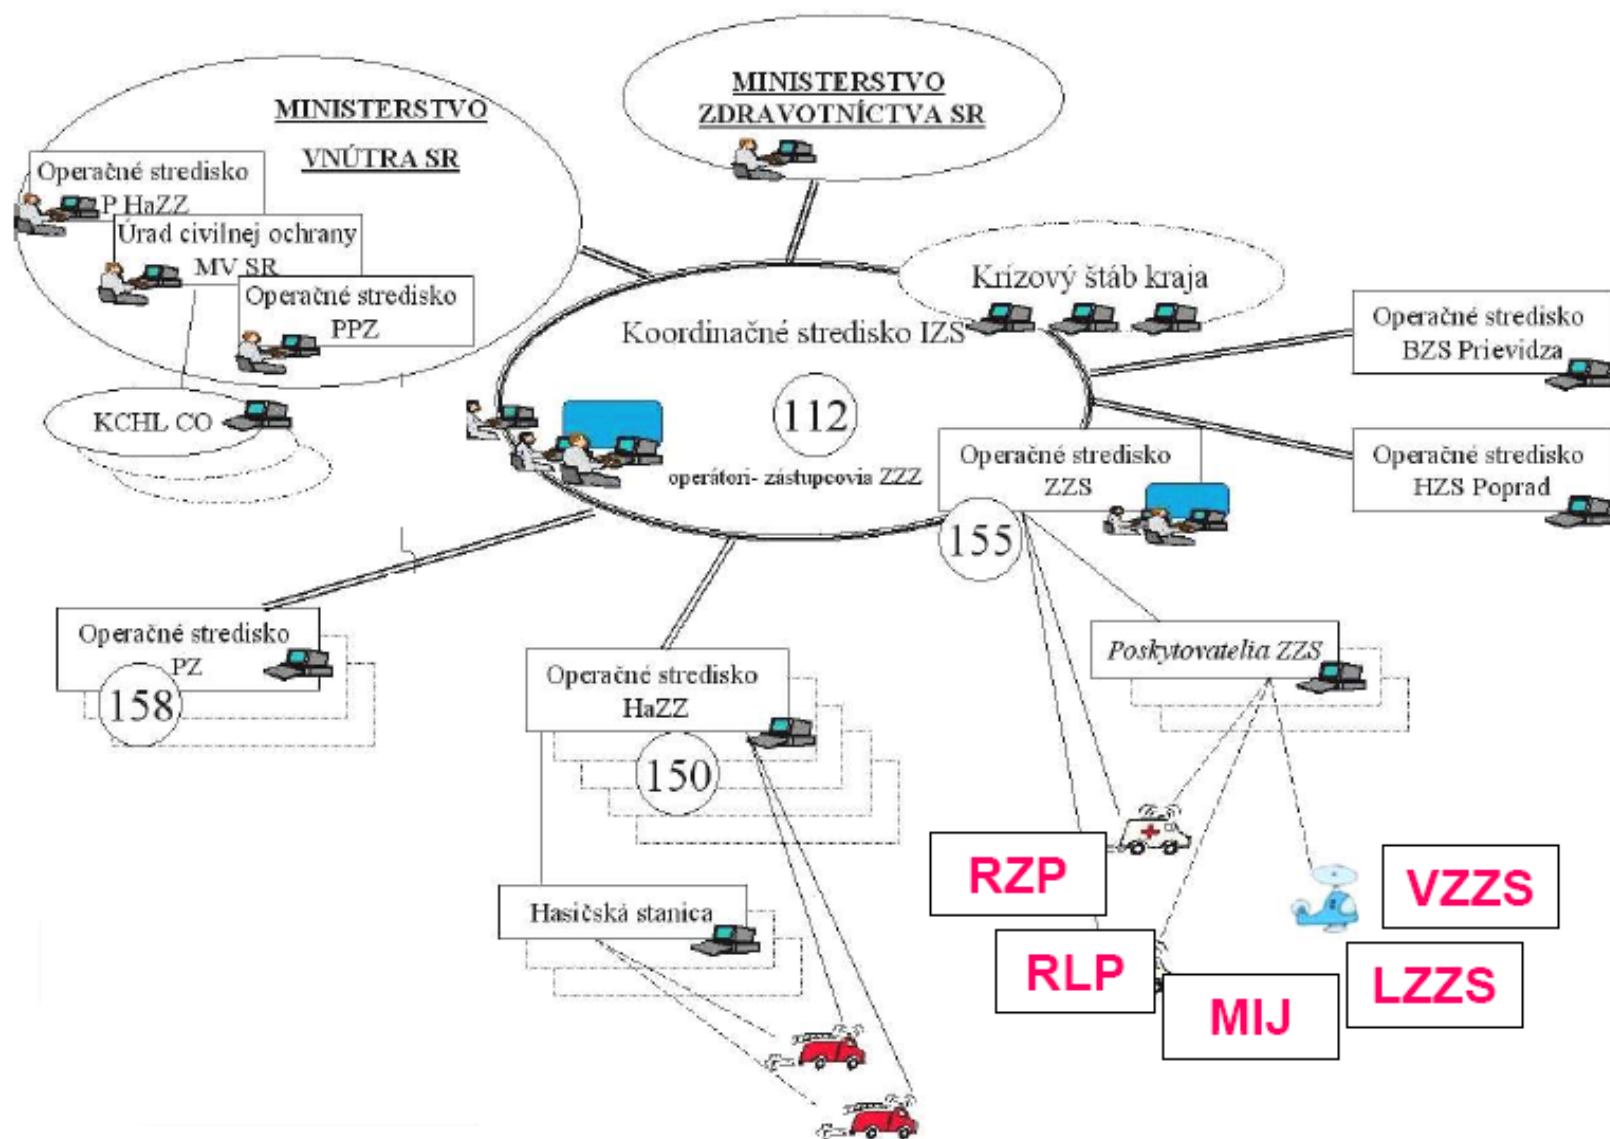 MINISTERSTVO
VNÚTRA SR
Operačné stredisko
P HaZZ
Úrad civilnej ochrany
MV SR
Operačné stredisko
PPZ
KCHL CO
MINISTERSTVO
ZDRAVOTNÍCTVA SR
Krízový štáb kraja
Koordinačné stredisko IZS
112
operátori- zástupcovia ZZZ
Operačné stredisko
ZZS
155
Operačné stredisko
BZS Prievidza
Operačné stredisko
HZS Poprad
Operačné stredisko
PZ
158
Operačné stredisko
HaZZ
150
Hasičská stanica
Poskytovatelia ZZS
RZP
RLP
MIJ
VZZS
LZZS